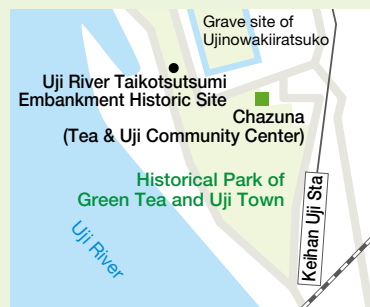 Grave site of
Ujinowakiiratsuko
Uji River Taikotsutsumi
Embankment Historic Site
Chazuna
(Tea & Uji Community Center)
Historical Park of
Green Tea and Uji Town
Uji River
Keihan Uji Sta